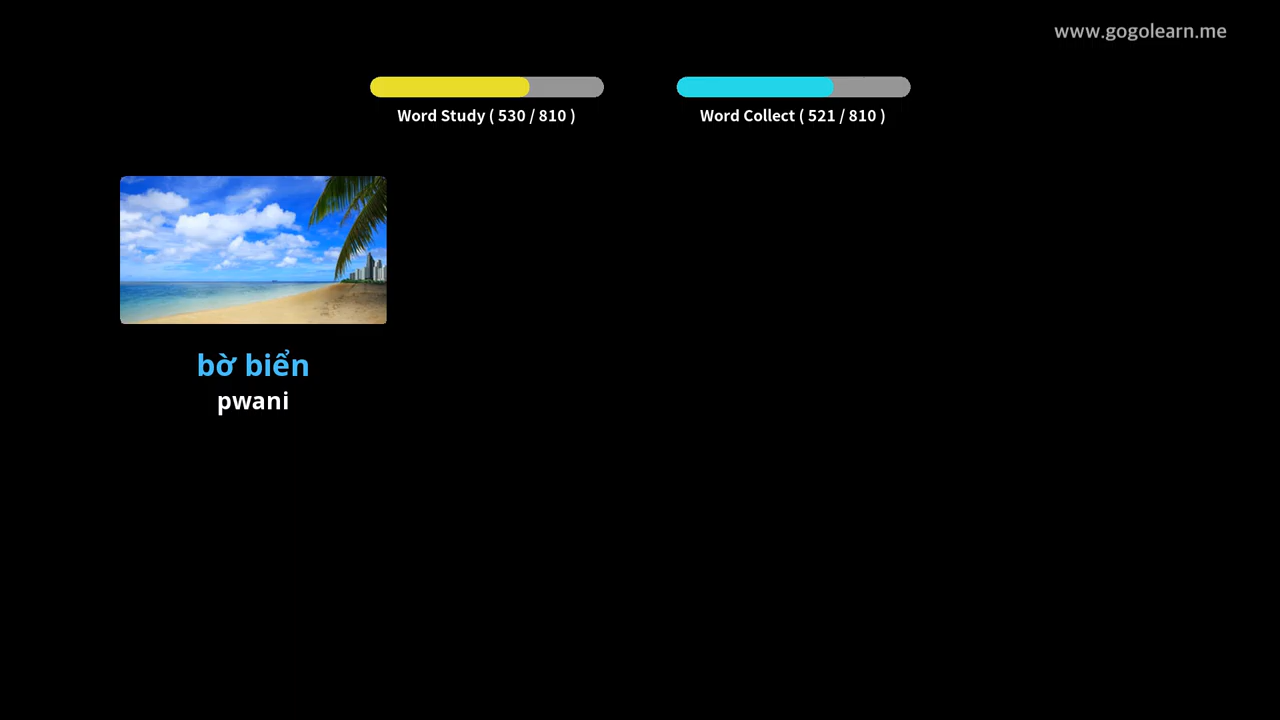 www.gogolearn.me
Word Study ( 530 / 810 )
Word Collect ( 521 / 810 )
bờ biển
pwani